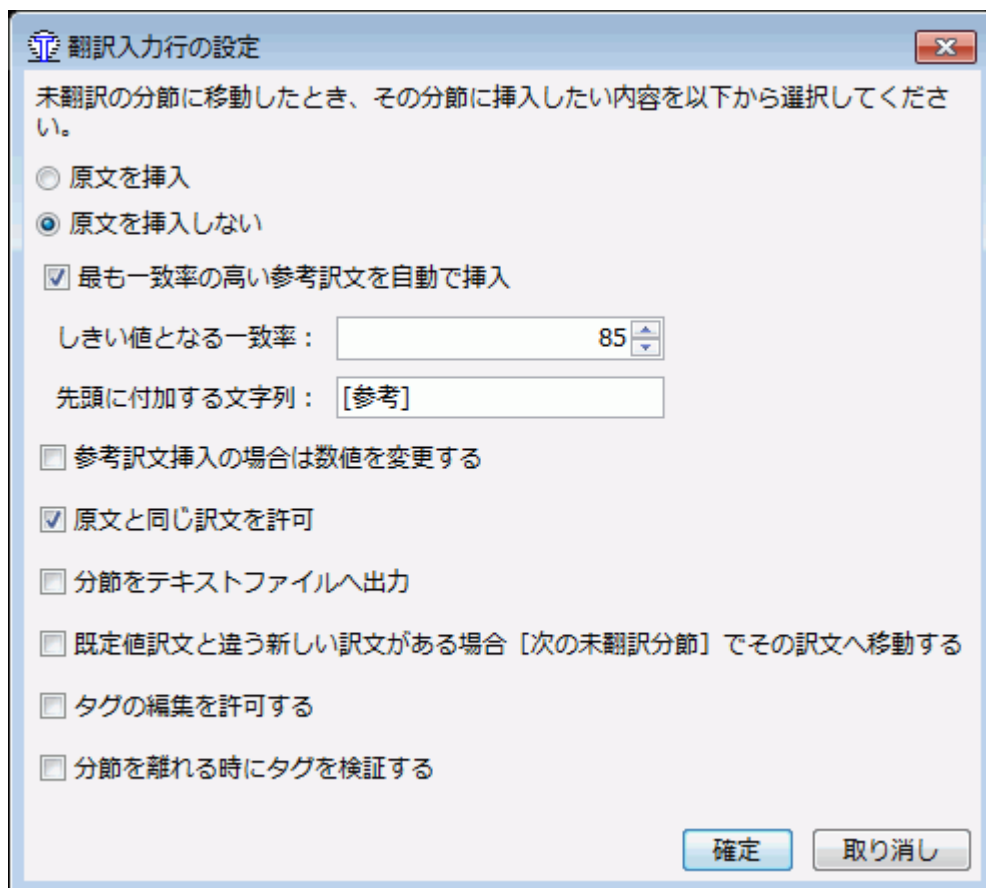 翻訳入力行の設定
未翻訳の分節に移動したとき、その分節に挿入したい内容を以下から選択してくださ
い。
原文を挿入
原文を挿入しない
最も一致率の高い参考訳文を自動で挿入
しきい値となる一致率： 85
先頭に付加する文字列： [参考]
参考訳文挿入の場合は数値を変更する
原文と同じ訳文を許可
分節をテキストファイルへ出力
既定値訳文と違う新しい訳文がある場合［次の未翻訳分節］でその訳文へ移動する
タグの編集を許可する
分節を離れる時にタグを検証する
確定 取り消し